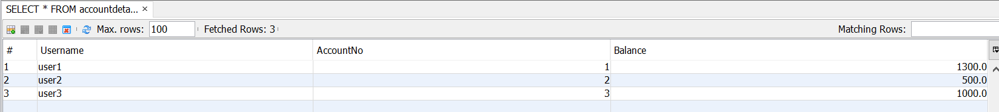 SELECT * FROM accountdeta... ×
Max. rows: 100 Fetched Rows: 3 Matching Rows:
# Username AccountNo Balance
1 user1 1 1300.0
2 user2 2 500.0
3 user3 3 1000.0